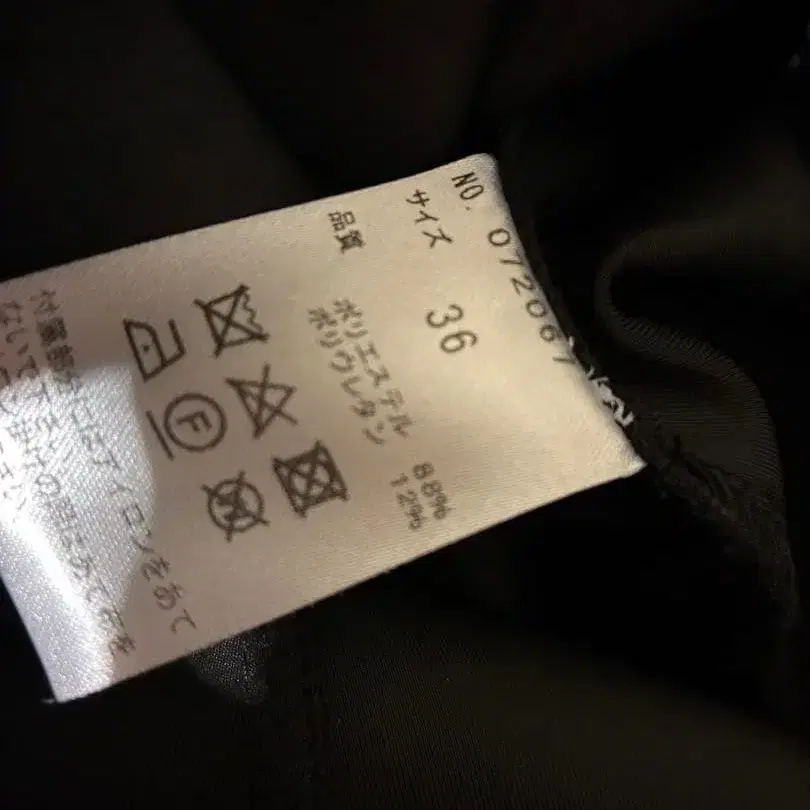 NO. 072067
サイズ 36
品質 ポリエステル 88%
ポリウレタン 12%
F
W
付属部分にはアイロンをあて
ないで下さい